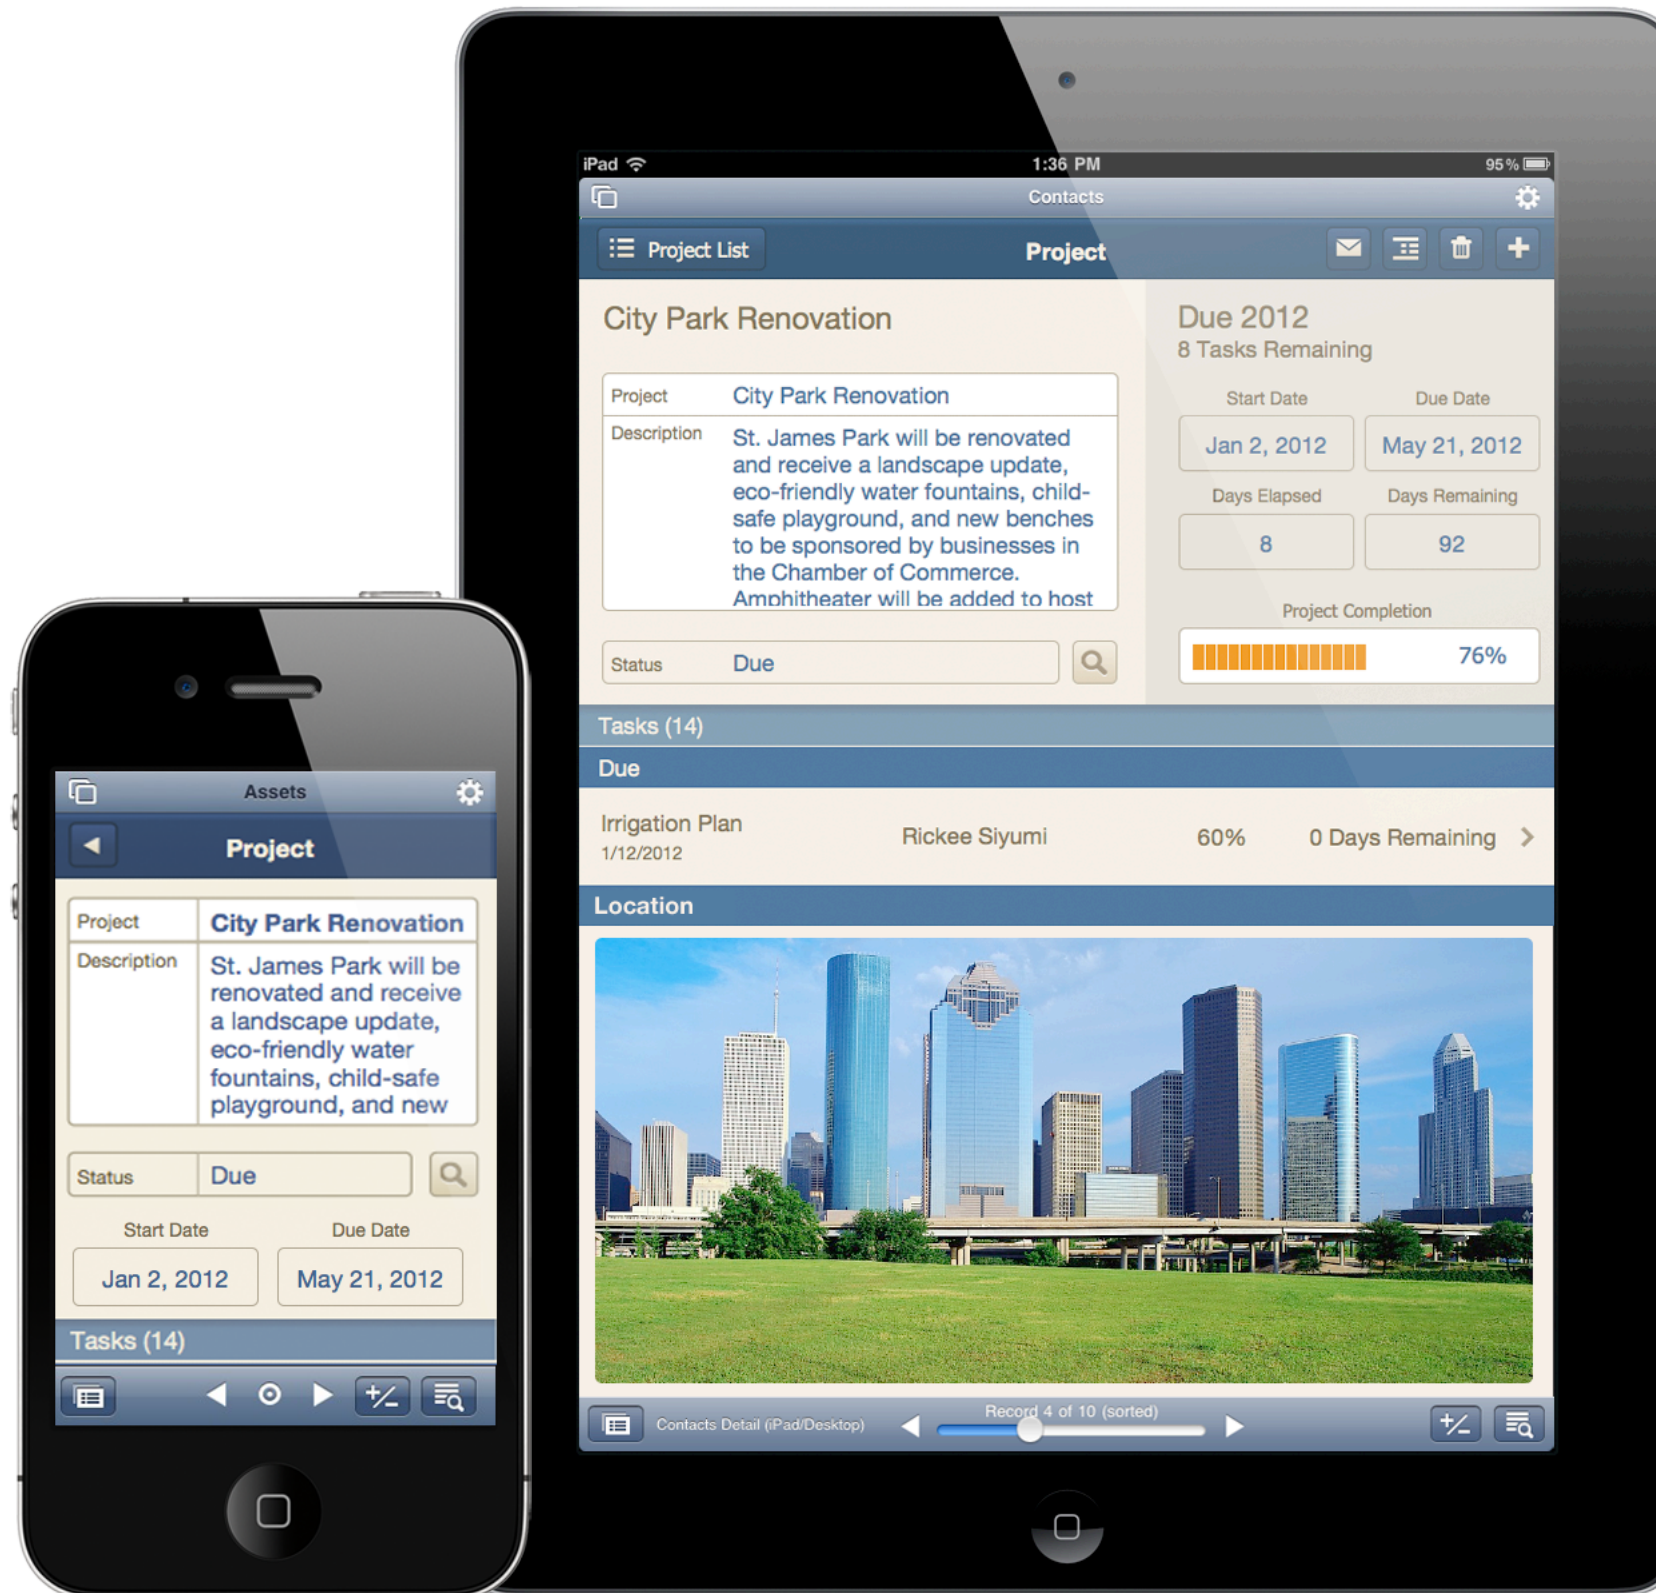 iPad
1:36 PM
95%
Contacts
Project List
Project
City Park Renovation
Due 2012
8 Tasks Remaining
Project
City Park Renovation
Description
St. James Park will be renovated
and receive a landscape update,
eco-friendly water fountains, child-
safe playground, and new benches
to be sponsored by businesses in
the Chamber of Commerce.
Amphitheater will be added to host
Start Date
Due Date
Jan 2, 2012
May 21, 2012
Days Elapsed
Days Remaining
8
92
Project Completion
76%
Status
Due
Tasks (14)
Due
Irrigation Plan
1/12/2012
Rickee Siyumi
60%
0 Days Remaining
Location
Contacts Detail (iPad/Desktop)
Record 4 of 10 (sorted)
Assets
Project
Project
City Park Renovation
Description
St. James Park will be
renovated and receive
a landscape update,
eco-friendly water
fountains, child-safe
playground, and new
Status
Due
Start Date
Due Date
Jan 2, 2012
May 21, 2012
Tasks (14)